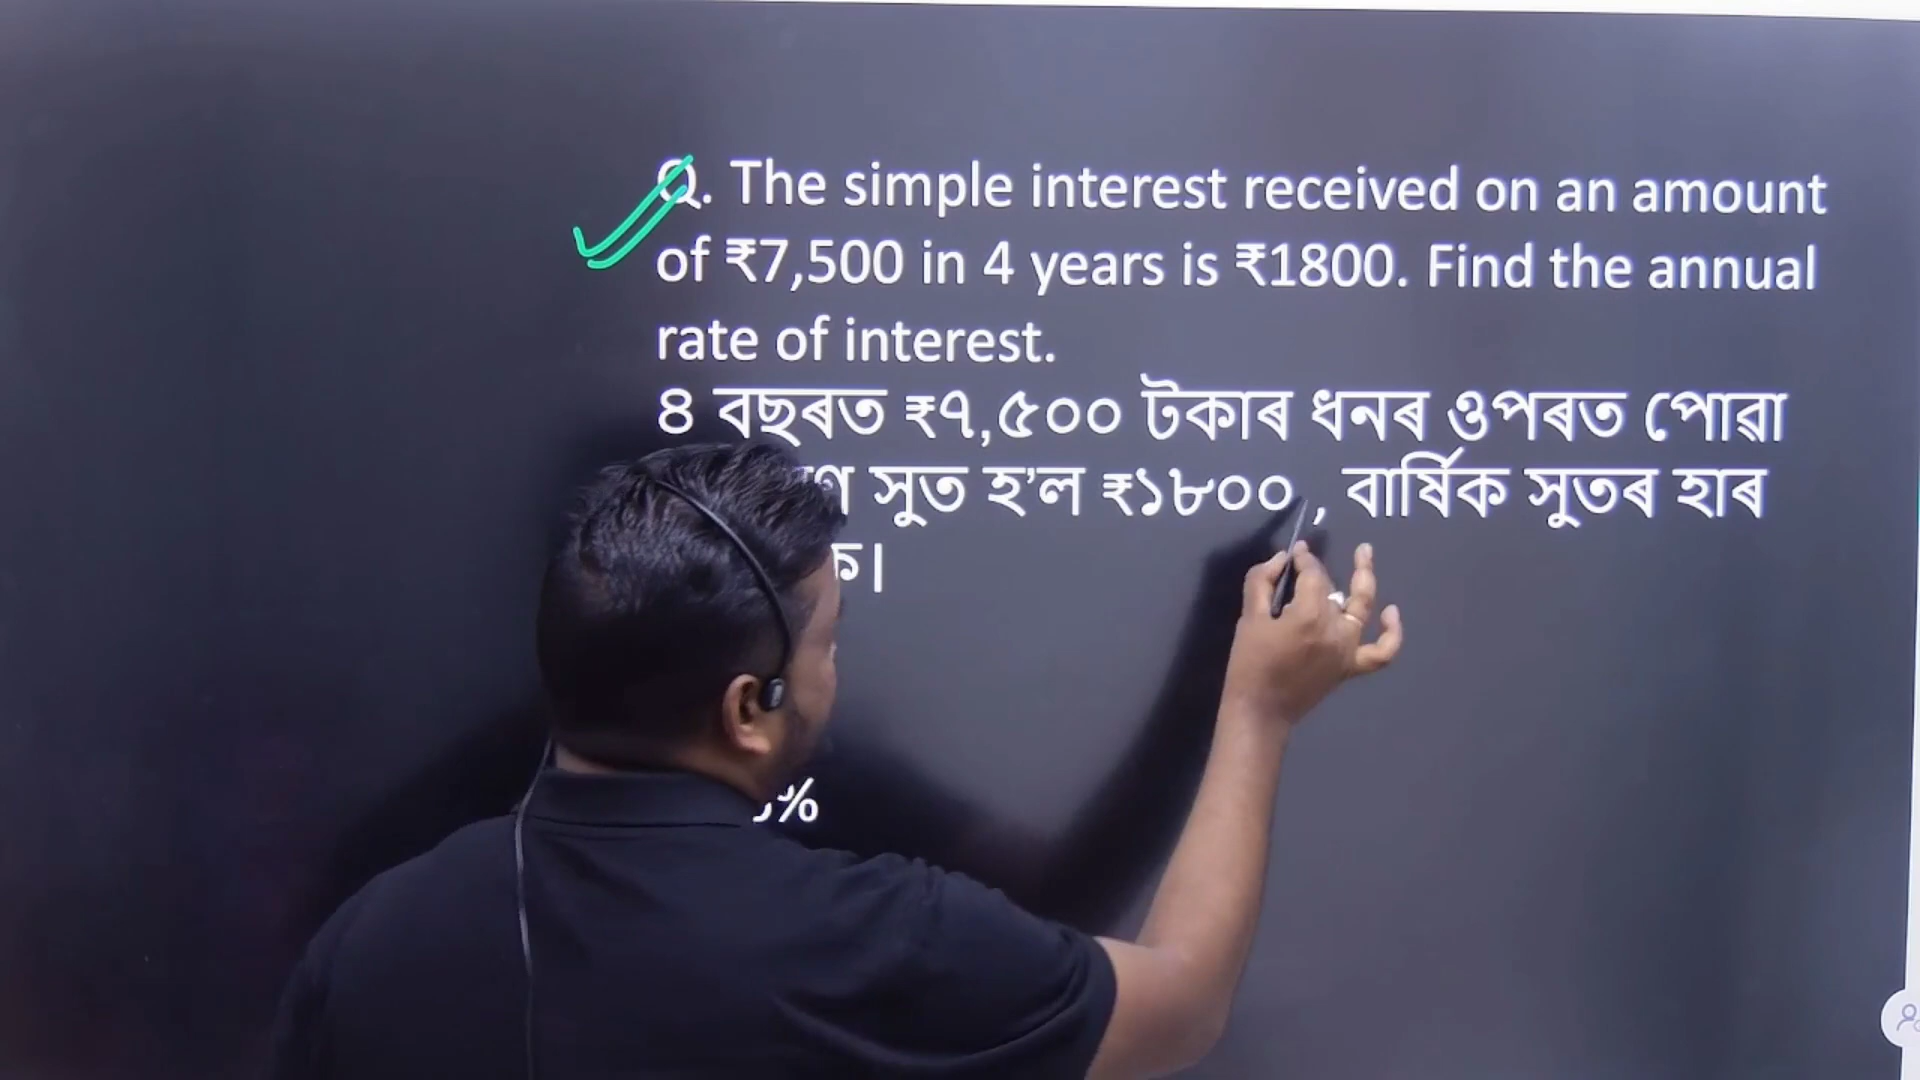 Q. The simple interest received on an amount
of ₹7,500 in 4 years is ₹1800. Find the annual
rate of interest.
৪ বছৰত ₹৭,৫০০ টকাৰ ধনৰ ওপৰত পোৱা
সুত হ’ল ₹১৮০০, বাৰ্ষিক সুতৰ হাৰ
%